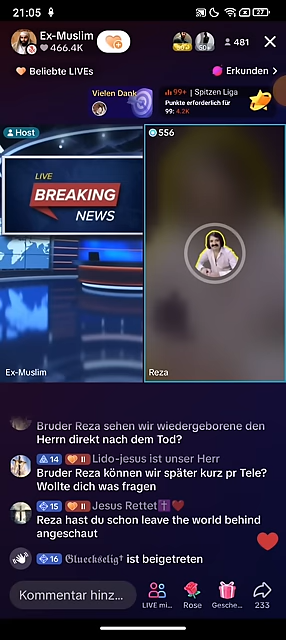 21:05
27
Ex-Muslim
466.4K
481
Beliebte LIVEs
Erkunden
Vielen Dank
99+ | Spitzen Liga
Punkte erforderlich für
99: 4.2K
Host
556
LIVE
BREAKING
NEWS
Ex-Muslim
Reza
Bruder Reza sehen wir wiedergeborene den
Herrn direkt nach dem Tod?
14 II Lido-jesus ist unser Herr
Bruder Reza können wir später kurz pr Tele?
Wollte dich was fragen
15 II Jesus Rettet✝️♥️
Reza hast du schon leave the world behind
angeschaut
16 𝔊𝔩𝔲𝔢𝔠𝔨𝔰𝔢𝔩𝔦𝔤† ist beigetreten
Kommentar hinz...
LIVE mi...
Rose
Gesche...
233